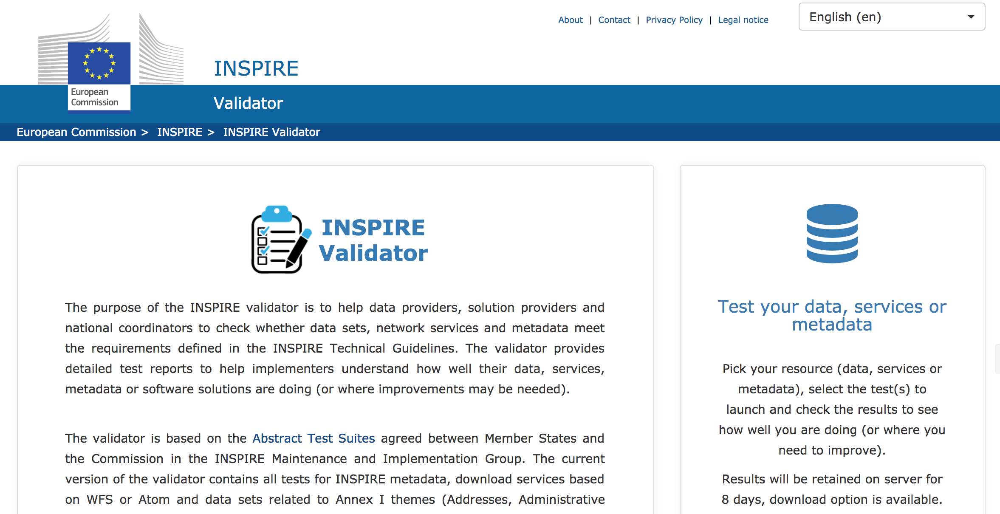 About | Contact | Privacy Policy | Legal notice
English (en)
INSPIRE
European
Commission
Validator
European Commission > INSPIRE > INSPIRE Validator
INSPIRE
Validator
The purpose of the INSPIRE validator is to help data providers, solution providers and
national coordinators to check whether data sets, network services and metadata meet
the requirements defined in the INSPIRE Technical Guidelines. The validator provides
detailed test reports to help implementers understand how well their data, services,
metadata or software solutions are doing (or where improvements may be needed).
The validator is based on the Abstract Test Suites agreed between Member States and
the Commission in the INSPIRE Maintenance and Implementation Group. The current
version of the validator contains all tests for INSPIRE metadata, download services based
on WFS or Atom and data sets related to Annex I themes (Addresses, Administrative
Test your data, services or
metadata
Pick your resource (data, services or
metadata), select the test(s) to
launch and check the results to see
how well you are doing (or where you
need to improve).
Results will be retained on server for
8 days, download option is available.